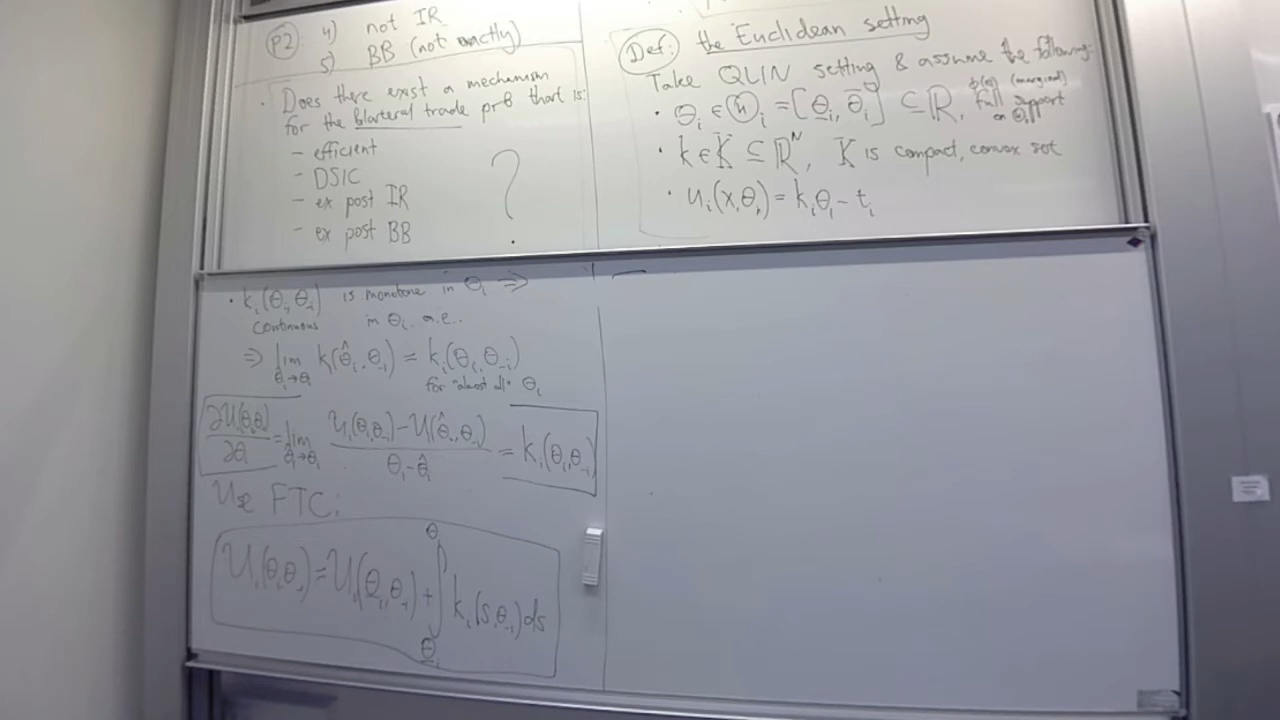 P2 4) not IR
5) BB (not exactly)
• Does there exist a mechanism
for the bilateral trade prb that is:
- efficient
- DSIC
- ex post IR
- ex post BB
?
Def: the Euclidean setting
Take QLIN setting & assume the following:
• θᵢ ∈ Θᵢ = [θ̲ᵢ, θ̄ᵢ] ⊆ ℝ, (marginal) full support on Θᵢ
• k ∈ K ⊆ ℝᴺ, K is compact, convex set
• uᵢ(x, θᵢ) = kᵢθᵢ - tᵢ
• kᵢ(θᵢ, θ₋ᵢ) is monotone in θᵢ ⇒
continuous in θᵢ a.e..
⇒ lim θ̂ᵢ→θᵢ k(θ̂ᵢ, θ₋ᵢ) = kᵢ(θᵢ, θ₋ᵢ)
for "almost all" θᵢ
∂U(θᵢ,θ₋ᵢ)/∂θᵢ = lim θ̂ᵢ→θᵢ (Uᵢ(θᵢ,θ₋ᵢ) - U(θ̂ᵢ,θ₋ᵢ))/(θᵢ - θ̂ᵢ) = kᵢ(θᵢ,θ₋ᵢ)
Use FTC:
Uᵢ(θᵢ,θ₋ᵢ) = Uᵢ(θ̲ᵢ,θ₋ᵢ) + ∫_θ̲ᵢ^θᵢ kᵢ(s,θ₋ᵢ) ds